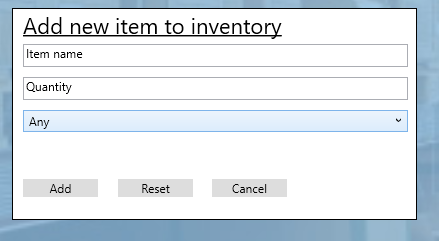 Add new item to inventory
Item name
Quantity
Any
Add Reset Cancel